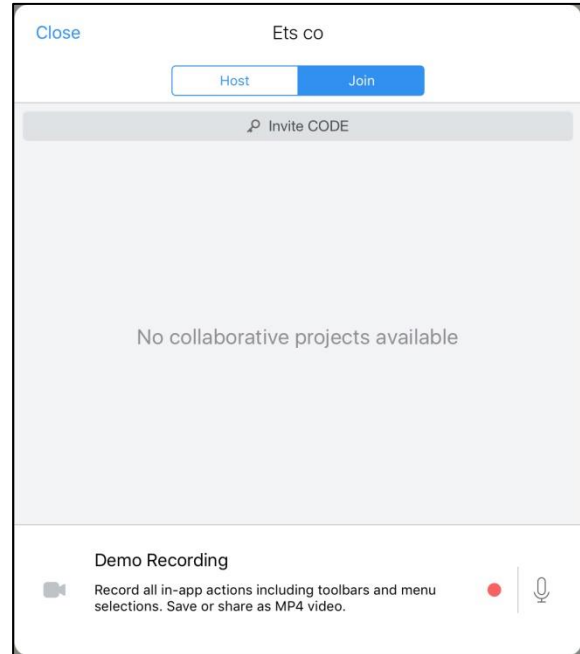 Close
Ets co
Host
Join
Invite CODE
No collaborative projects available
Demo Recording
Record all in-app actions including toolbars and menu
selections. Save or share as MP4 video.